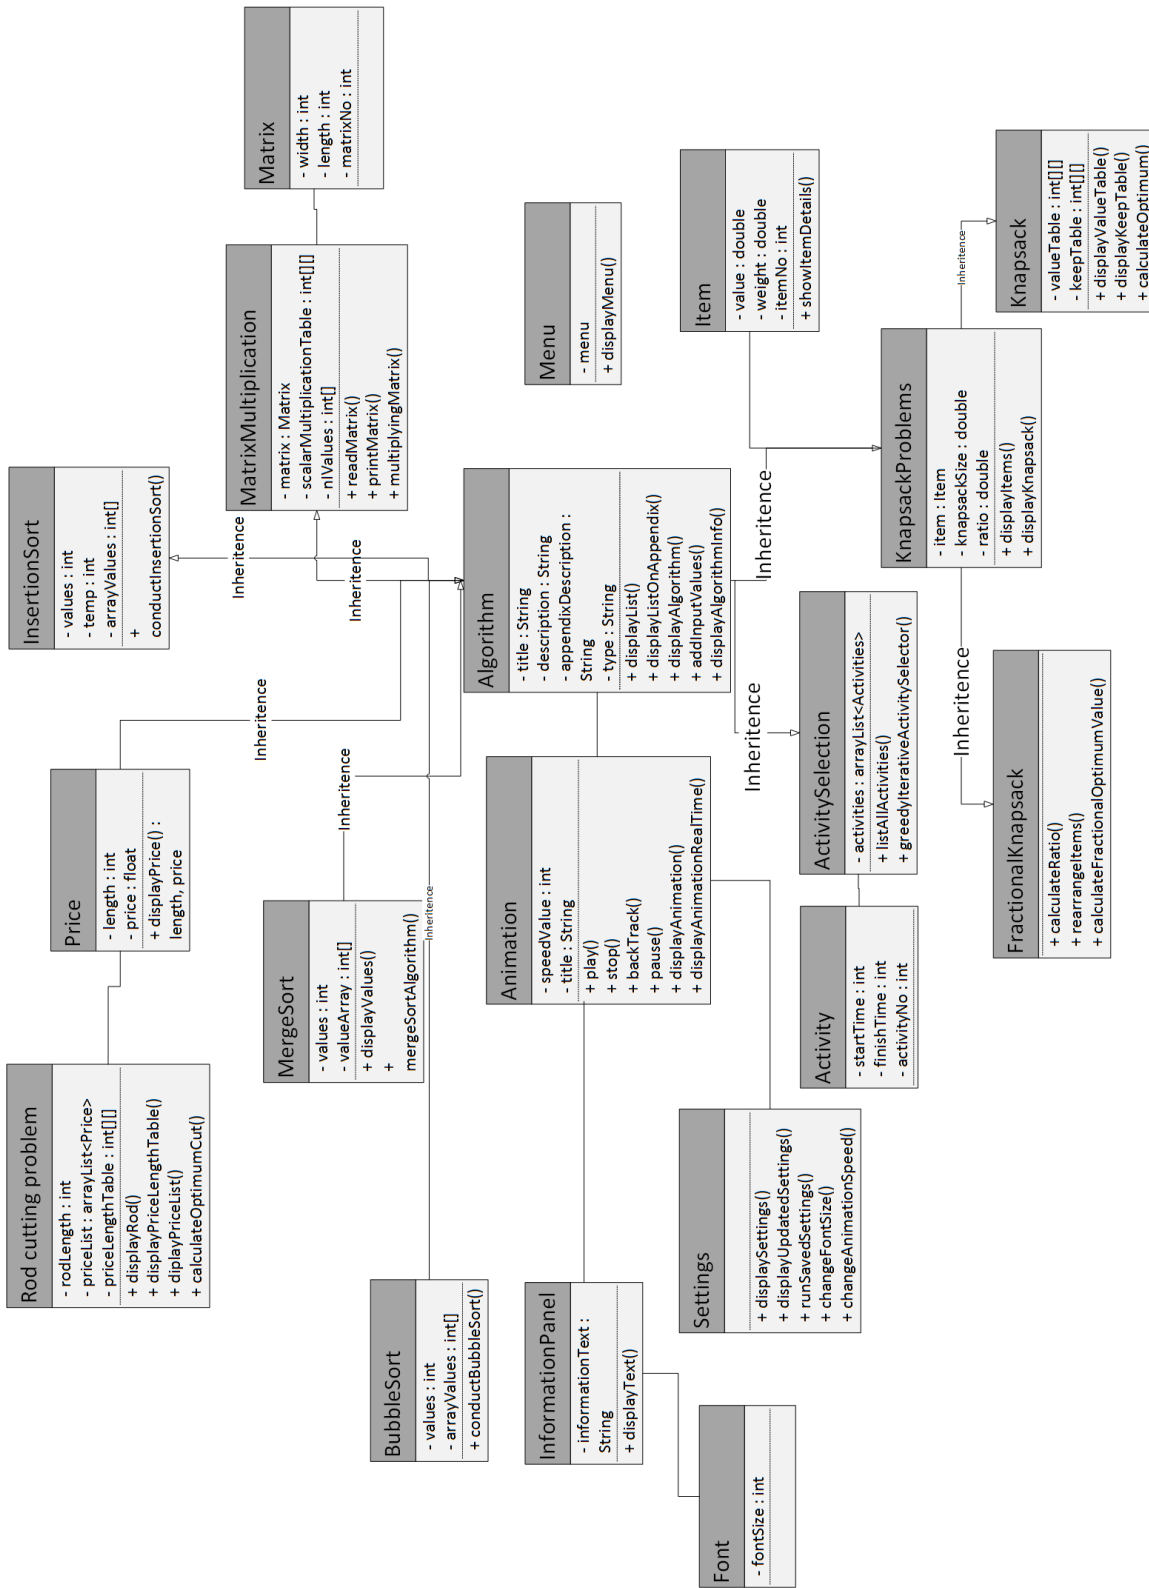 Rod cutting problem
- rodLength : int
- priceList : arrayList<Price>
- priceLengthTable : int[][]
+ displayRod()
+ displayPriceLengthTable()
+ diplayPriceList()
+ calculateOptimumCut()
Price
- length : int
- price : float
+ displayPrice() :
length, price
InsertionSort
- values : int
- temp : int
- arrayValues : int[]
+
conductInsertionSort()
Matrix
- width : int
- length : int
- matrixNo : int
MatrixMultiplication
- matrix : Matrix
- scalarMultiplicationTable : int[][]
- nlValues : int[]
+ readMatrix()
+ printMatrix()
+ multiplyingMatrix()
Inheritence
Inheritence
Inheritence
Inheritence
Inheritence
MergeSort
- values : int
- valueArray : int[]
+ displayValues()
+
mergeSortAlgorithm()
BubbleSort
- values : int
- arrayValues : int[]
+ conductBubbleSort()
Algorithm
- title : String
- description : String
- appendixDescription :
String
- type : String
+ displayList()
+ displayListOnAppendix()
+ displayAlgorithm()
+ addInputValues()
+ displayAlgorithmInfo()
Menu
- menu
+ displayMenu()
InformationPanel
- informationText :
String
+ displayText()
Animation
- speedValue : int
- title : String
+ play()
+ stop()
+ backTrack()
+ pause()
+ displayAnimation()
+ displayAnimationRealTime()
Item
- value : double
- weight : double
- itemNo : int
+ showItemDetails()
Font
- fontSize : int
Settings
+ displaySettings()
+ displayUpdatedSettings()
+ runSavedSettings()
+ changeFontSize()
+ changeAnimationSpeed()
Inheritence
Inheritence
Activity
- startTime : int
- finishTime : int
- activityNo : int
ActivitySelection
- activities : arrayList<Activities>
+ listAllActivities()
+ greedyIterativeActivitySelector()
KnapsackProblems
- item : Item
- knapsackSize : double
- ratio : double
+ displayItems()
+ displayKnapsack()
Inheritence
Inheritence
FractionalKnapsack
+ calculateRatio()
+ rearrangeItems()
+ calculateFractionalOptimumValue()
Knapsack
- valueTable : int[][]
- keepTable : int[][]
+ displayValueTable()
+ displayKeepTable()
+ calculateOptimum()